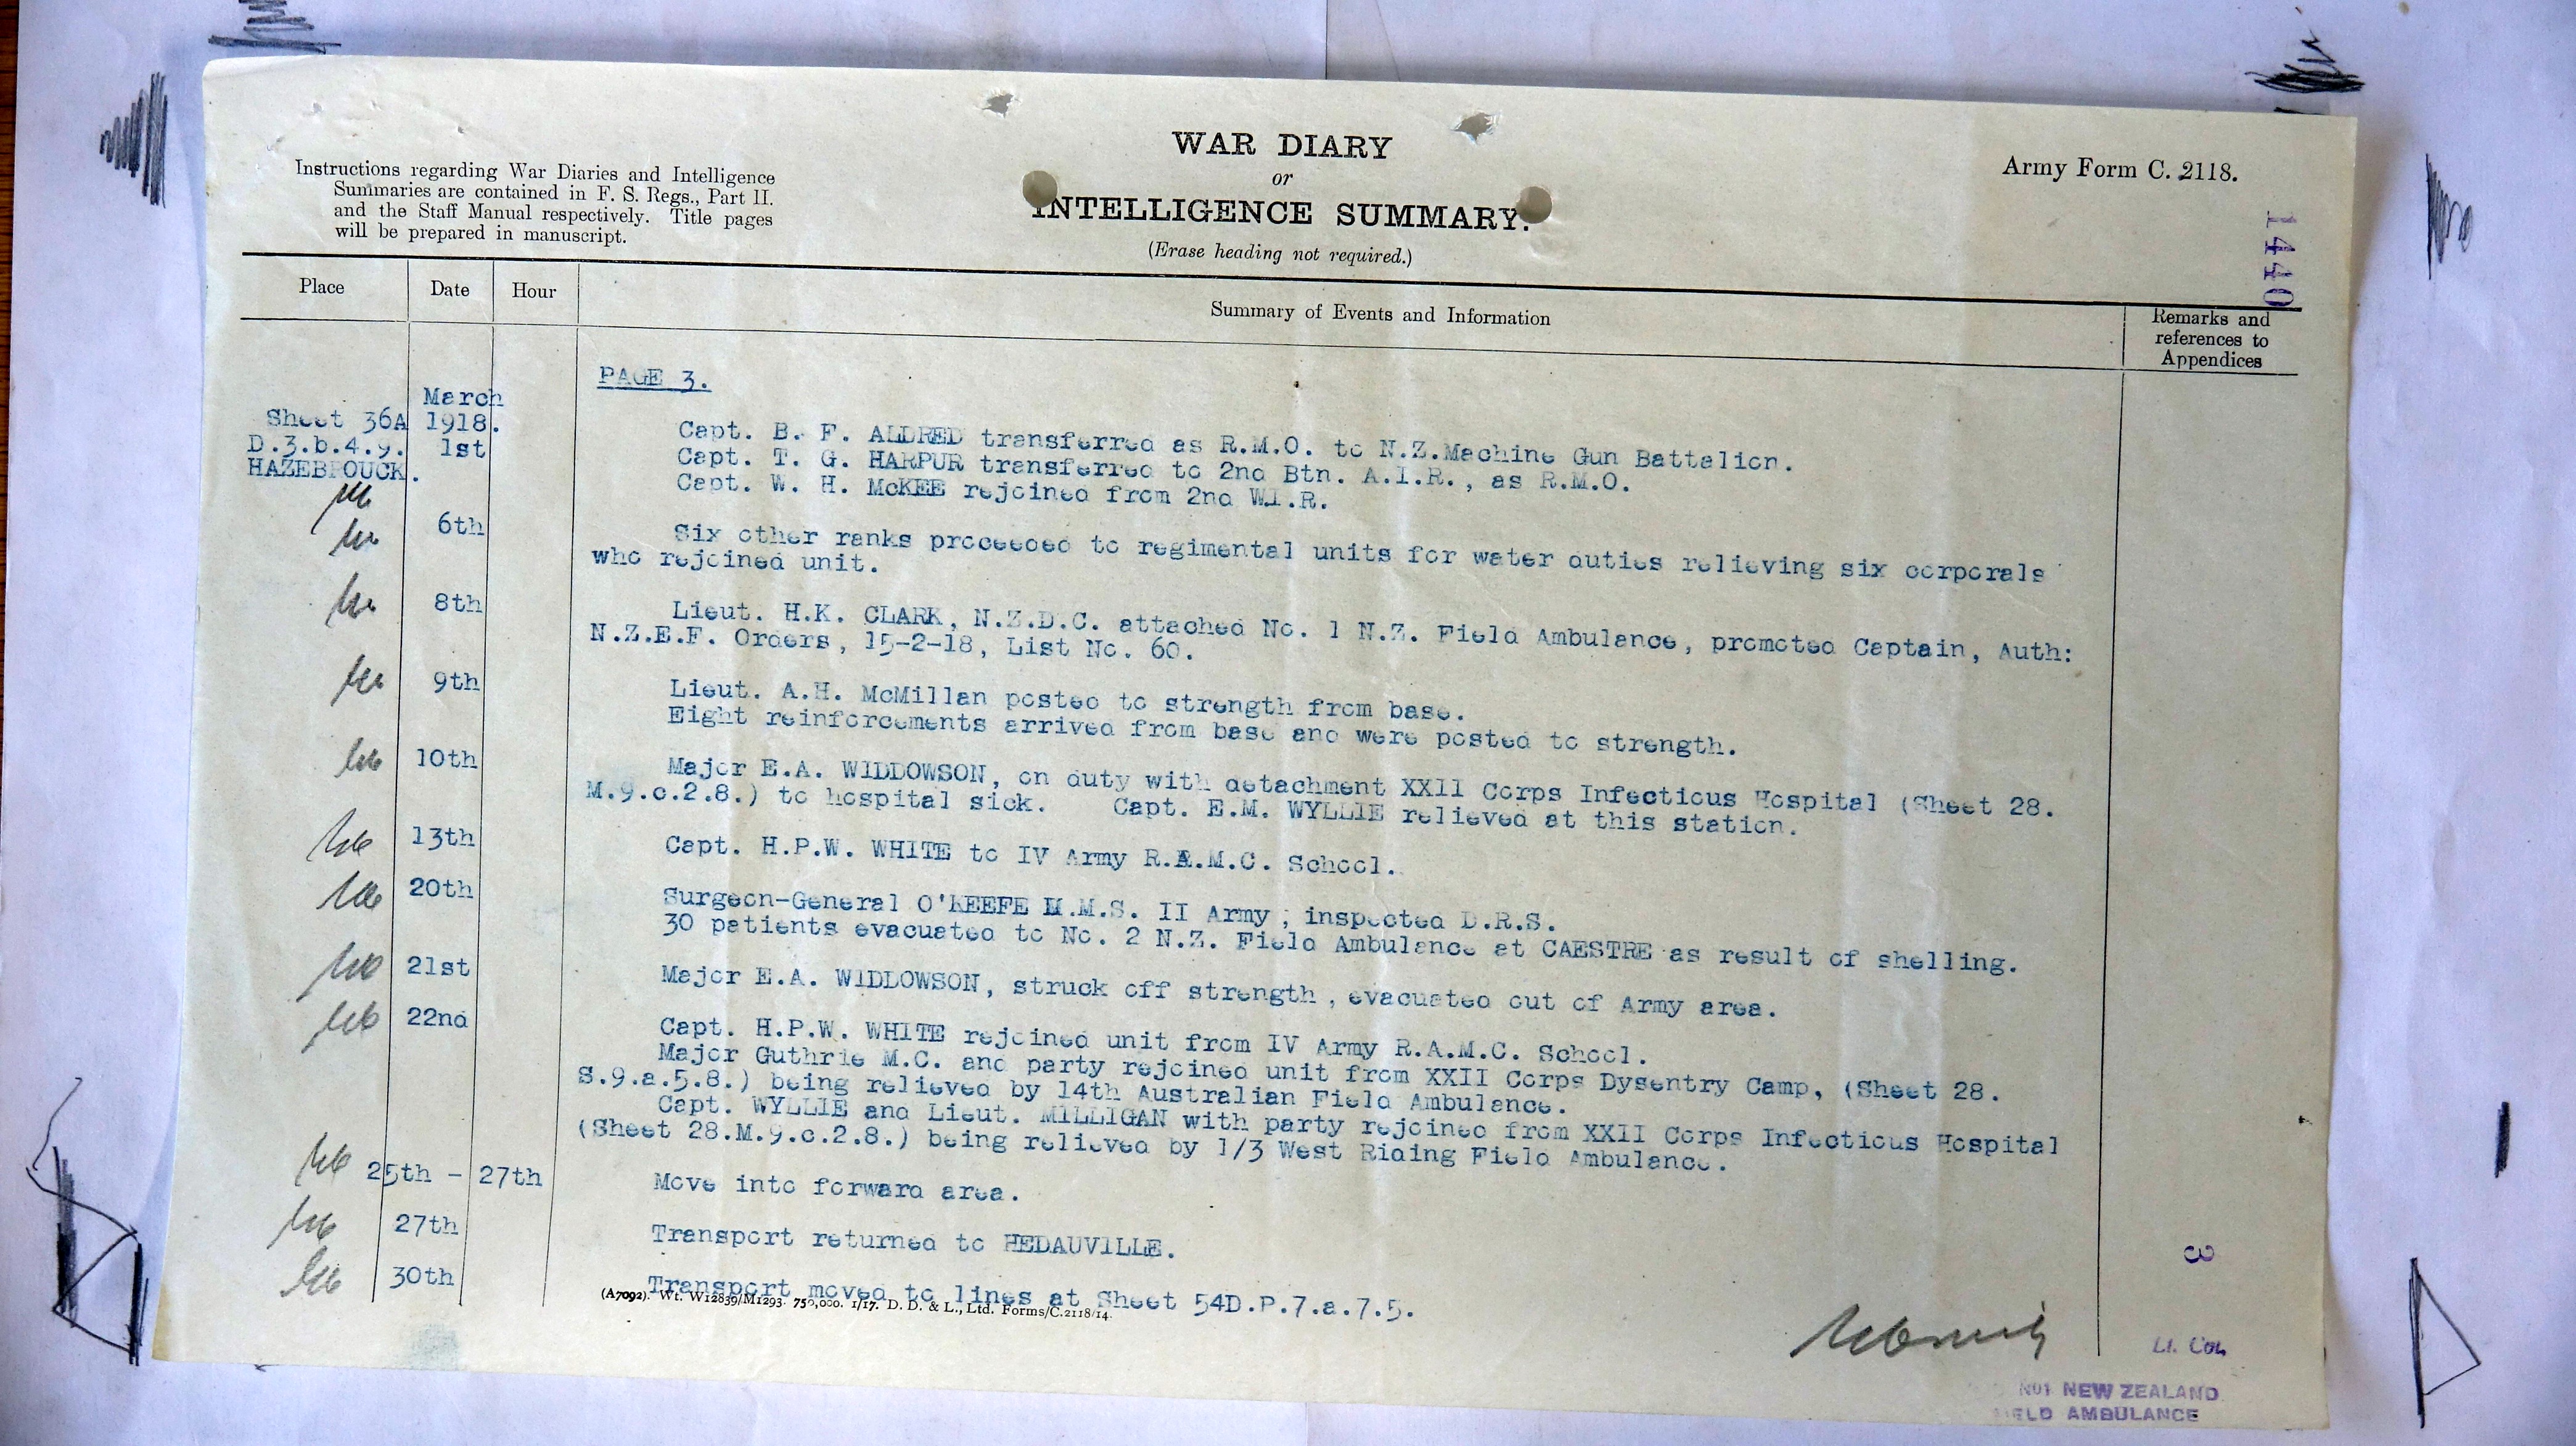 WAR DIARY
or
INTELLIGENCE SUMMARY.
(Erase heading not required.)
Instructions regarding War Diaries and Intelligence
Summaries are contained in F. S. Regs., Part II.
and the Staff Manual respectively. Title pages
will be prepared in manuscript.
Army Form C. 2118.
1440
Place Date Hour Summary of Events and Information Remarks and
references to
Appendices
PAGE 3.
March
Sheet 36A 1918.
D.3.b.4.9. 1st Capt. B. F. ALDRED transferred as R.M.O. to N.Z.Machine Gun Battalion.
HAZEBROUCK. Capt. T. G. HARPUR transferred to 2nd Btn. A.I.R., as R.M.O.
Capt. W. H. McKEE rejoined from 2nd W.I.R.
6th Six other ranks proceeded to regimental units for water duties relieving six corporals
who rejoined unit.
8th Lieut. H.K. CLARK, N.Z.D.C. attached No. 1 N.Z. Field Ambulance, promoted Captain, Auth:
N.Z.E.F. Orders, 15-2-18, List No. 60.
9th Lieut. A.H. McMillan posted to strength from base.
Eight reinforcements arrived from base and were posted to strength.
10th Major E.A. WIDDOWSON, on duty with detachment XXII Corps Infectious Hospital (Sheet 28.
M.9.c.2.8.) to hospital sick. Capt. E.M. WYLLIE relieved at this station.
13th Capt. H.P.W. WHITE to IV Army R.A.M.C. School.
20th Surgeon-General O'KEEFE D.M.S. II Army, inspected D.R.S.
30 patients evacuated to No. 2 N.Z. Field Ambulance at CAESTRE as result of shelling.
21st Major E.A. WIDLOWSON, struck off strength, evacuated out of Army area.
22nd Capt. H.P.W. WHITE rejoined unit from IV Army R.A.M.C. School.
Major Guthrie M.C. and party rejoined unit from XXII Corps Dysentry Camp, (Sheet 28.
S.9.a.5.8.) being relieved by 14th Australian Field Ambulance.
Capt. WYLLIE and Lieut. MILLIGAN with party rejoined from XXII Corps Infectious Hospital
(Sheet 28.M.9.c.2.8.) being relieved by 1/3 West Riding Field Ambulance.
25th - 27th Move into forward area.
27th Transport returned to HEDAUVILLE.
30th Transport moved to lines at Sheet 54D.P.7.a.7.5.
(A7092). Wt. W12839/M1293. 750,000. 1/17. D. D. & L., Ltd. Forms/C.2118/14.
3
Lt. Col.
No1 NEW ZEALAND
FIELD AMBULANCE